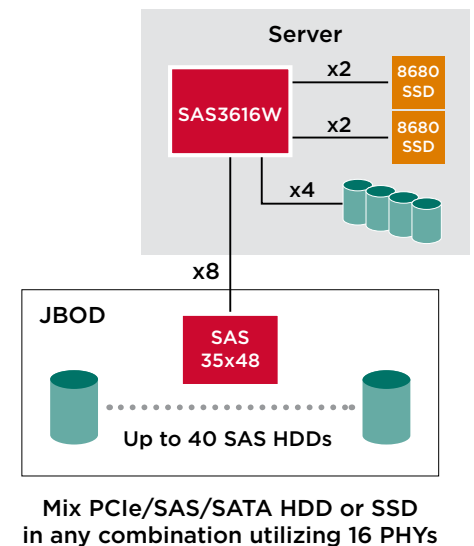 Server
SAS3616W
x2
8680
SSD
x2
8680
SSD
x4
x8
JBOD
SAS
35x48
Up to 40 SAS HDDs
Mix PCIe/SAS/SATA HDD or SSD
in any combination utilizing 16 PHYs